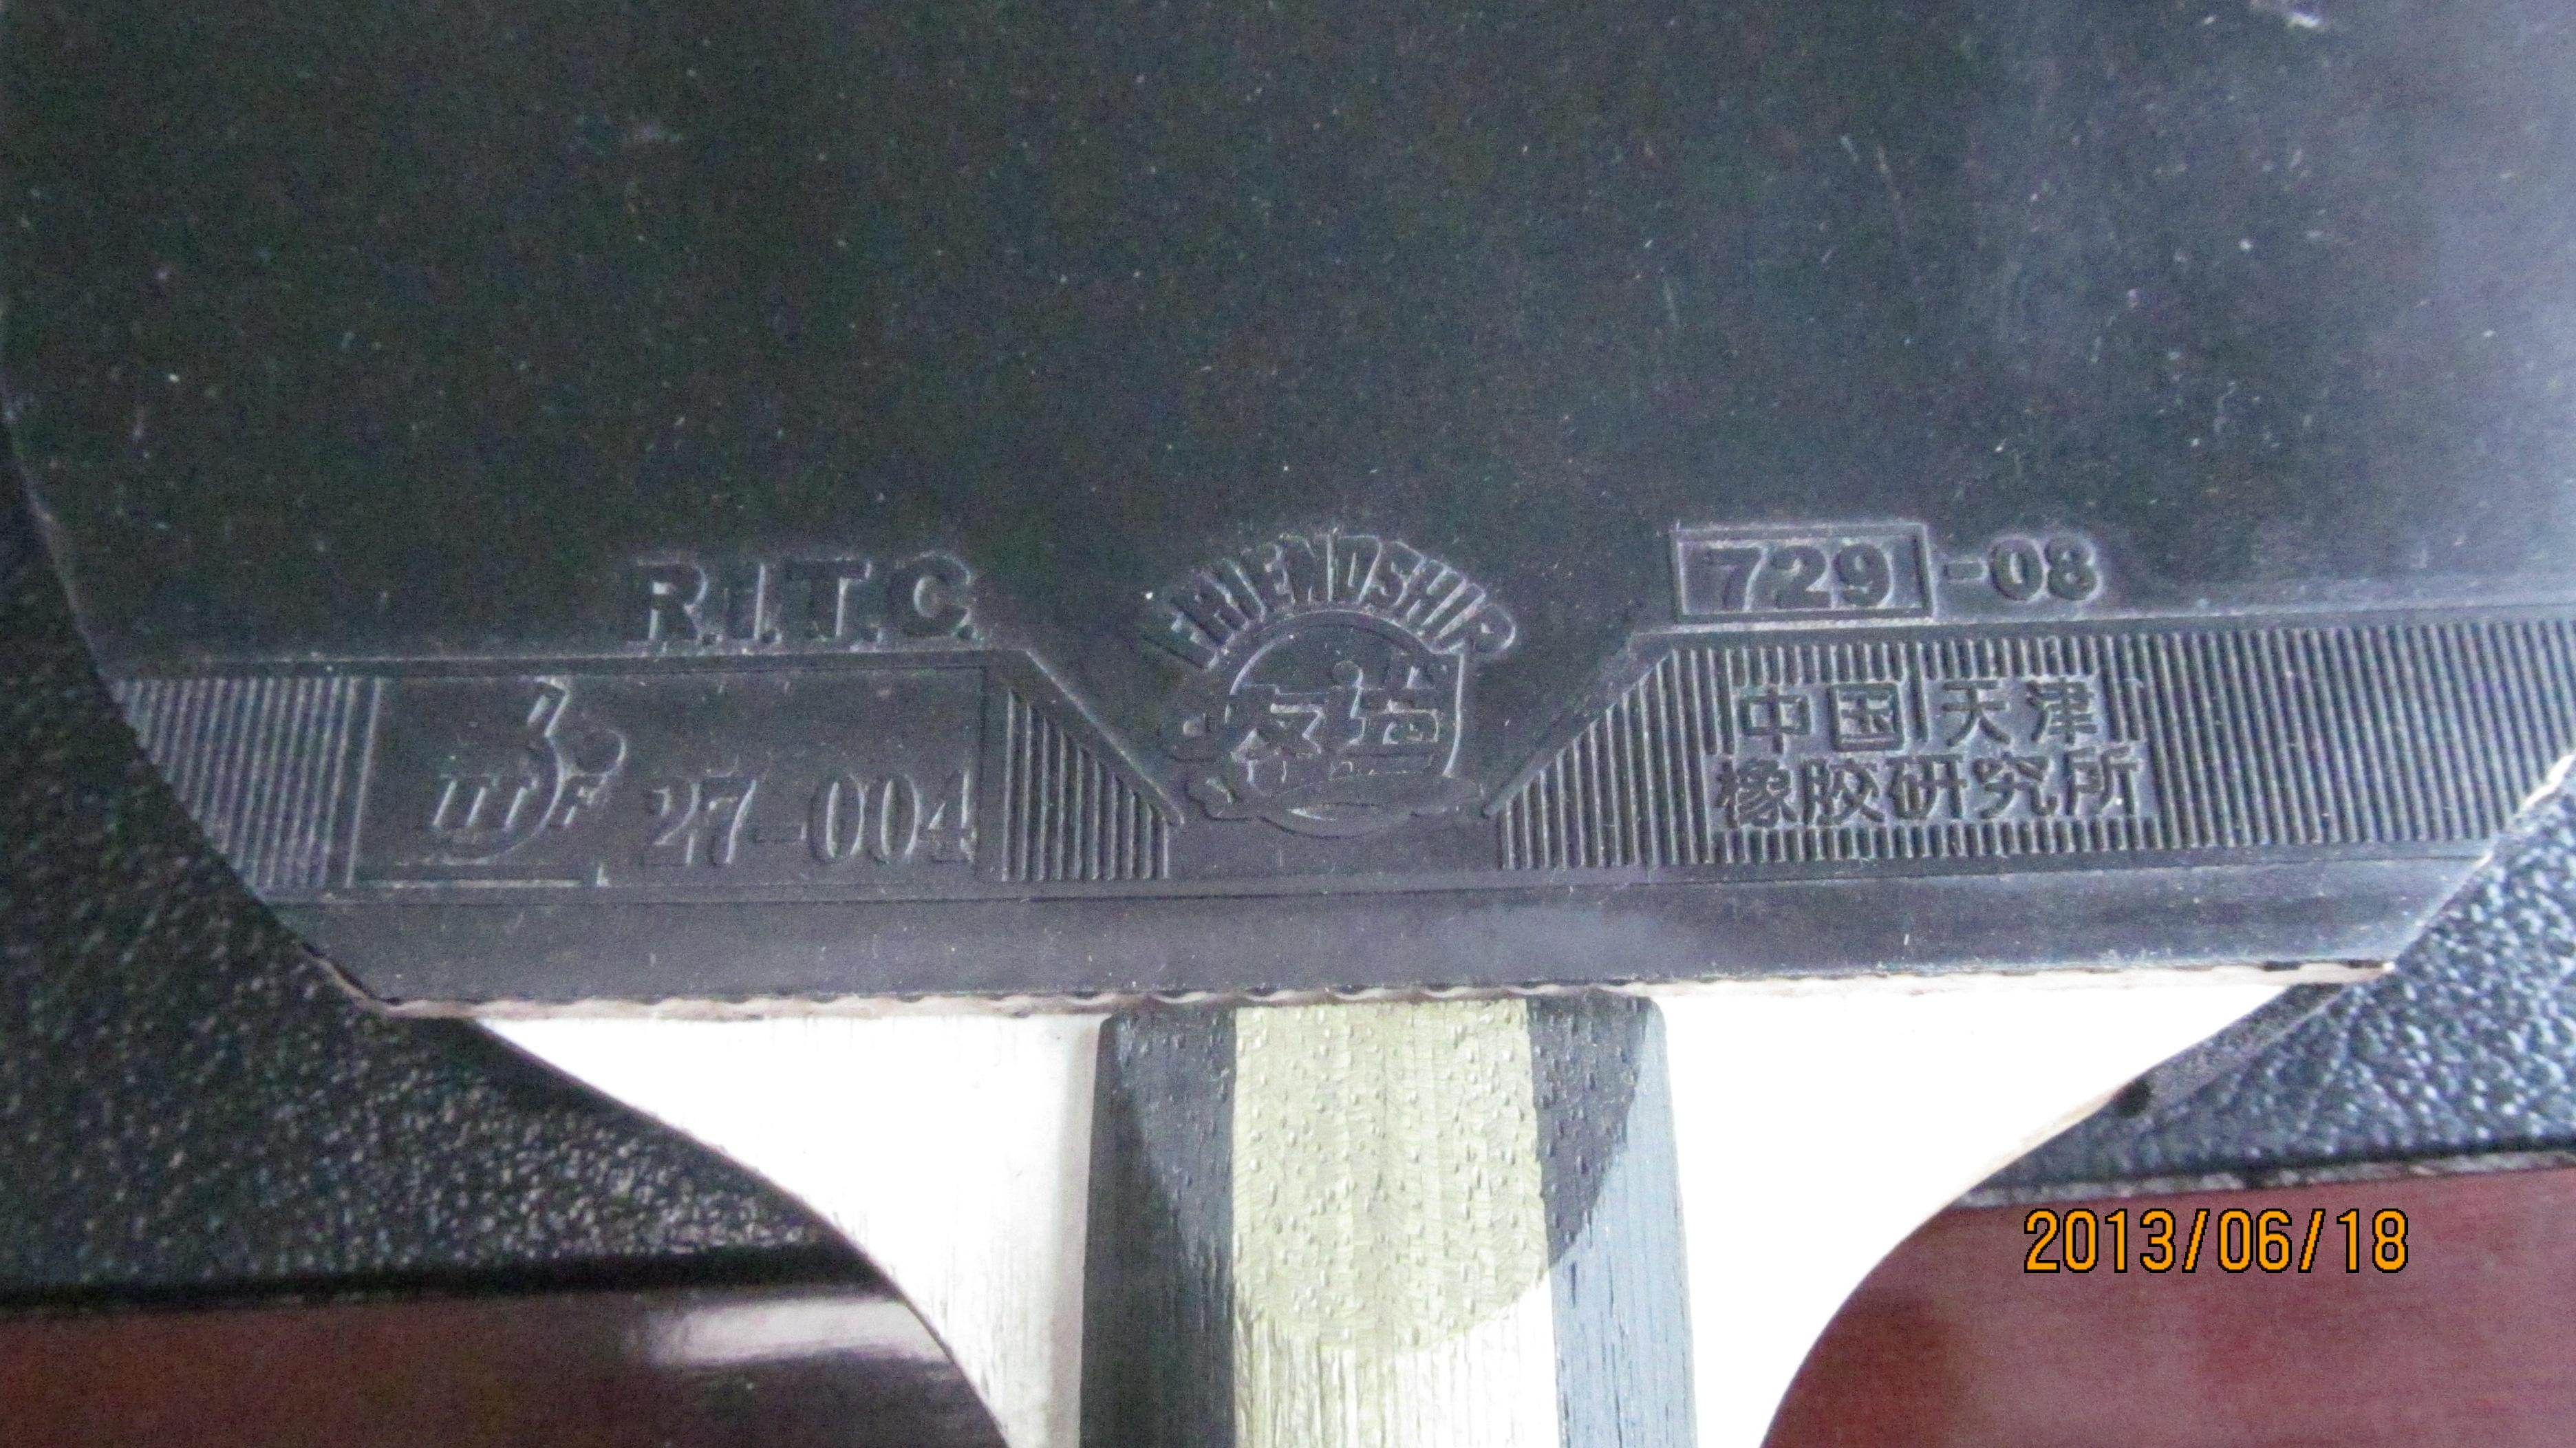 R.I.T.C.
FRIENDSHIP
友谊
729-08
ITTF 27-004
中国天津
橡胶研究所
2013/06/18